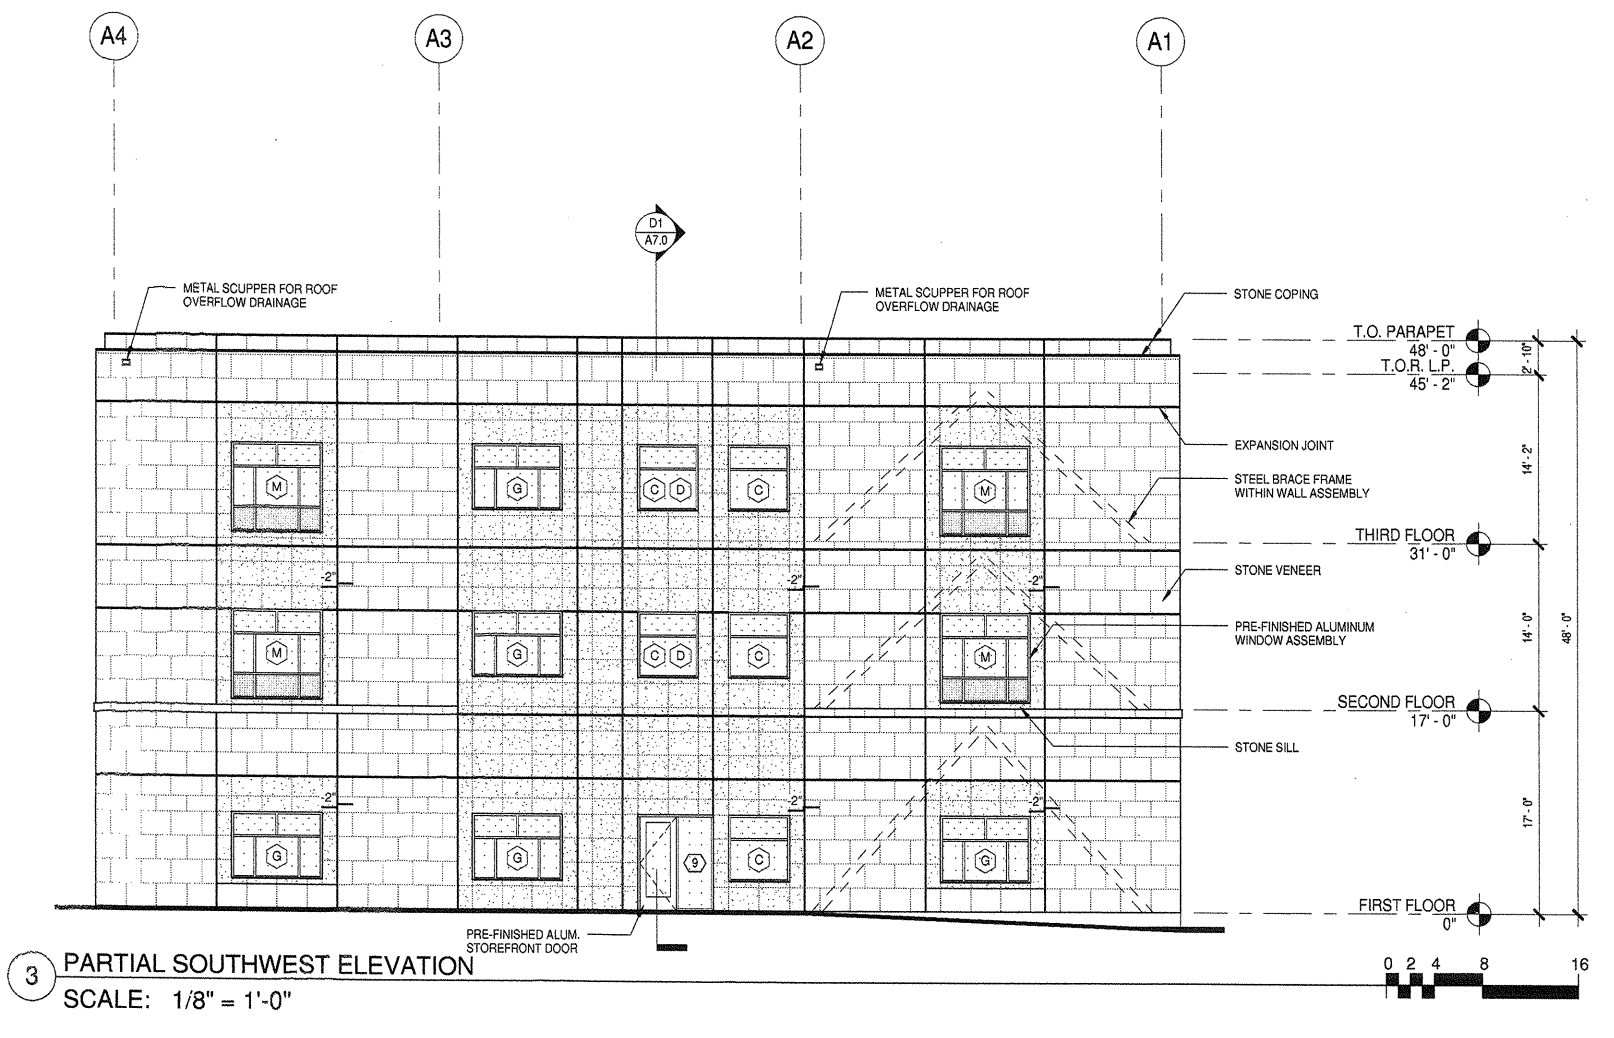 A4 A3 A2 A1
D1
A7.0
METAL SCUPPER FOR ROOF
OVERFLOW DRAINAGE
METAL SCUPPER FOR ROOF
OVERFLOW DRAINAGE
STONE COPING
T.O. PARAPET
48' - 0"
T.O.R. L.P.
45' - 2"
2' - 10"
EXPANSION JOINT
STEEL BRACE FRAME
WITHIN WALL ASSEMBLY
14' - 2"
M G C D C M
THIRD FLOOR
31' - 0"
STONE VENEER
-2" -2" -2"
PRE-FINISHED ALUMINUM
WINDOW ASSEMBLY
14' - 0"
48' - 0"
M G C D C M
SECOND FLOOR
17' - 0"
STONE SILL
-2" -2" -2"
17' - 0"
G G 9 C G
FIRST FLOOR
0"
PRE-FINISHED ALUM.
STOREFRONT DOOR
3 PARTIAL SOUTHWEST ELEVATION
SCALE: 1/8" = 1'-0"
0 2 4 8 16